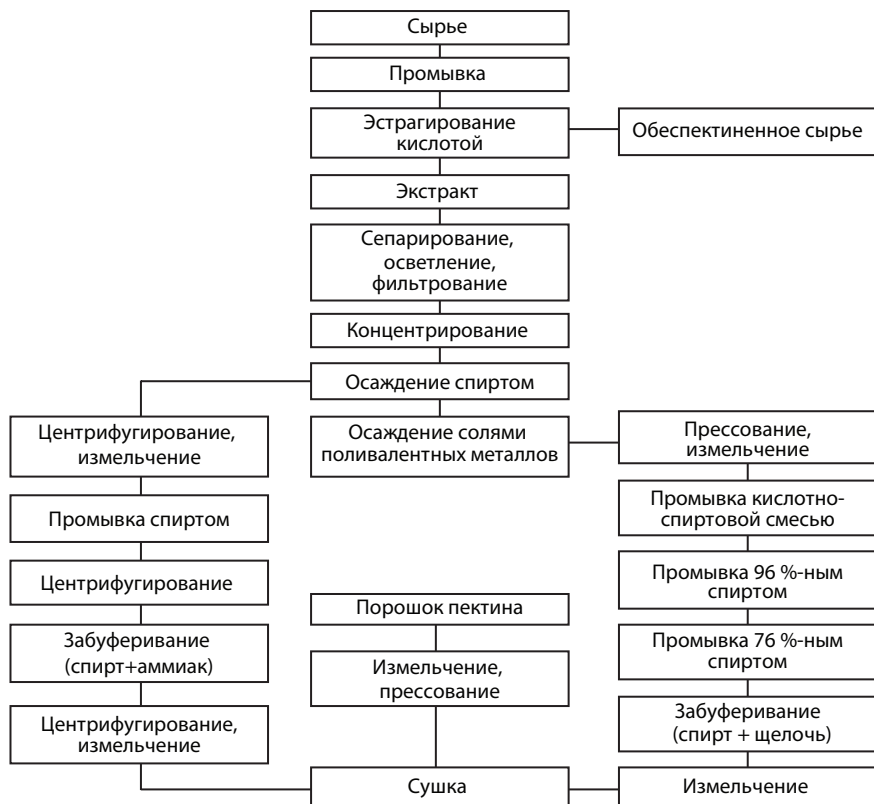 Сырье
Промывка
Эстрагирование
кислотой
Обеспектиненное сырье
Экстракт
Сепарирование,
осветление,
фильтрование
Концентрирование
Осаждение спиртом
Центрифугирование,
измельчение
Осаждение солями
поливалентных металлов
Прессование,
измельчение
Промывка спиртом
Промывка кислотно-
спиртовой смесью
Центрифугирование
Порошок пектина
Промывка 96 %-ным
спиртом
Забуферивание
(спирт+аммиак)
Измельчение,
прессование
Промывка 76 %-ным
спиртом
Центрифугирование,
измельчение
Забуферивание
(спирт + щелочь)
Сушка
Измельчение